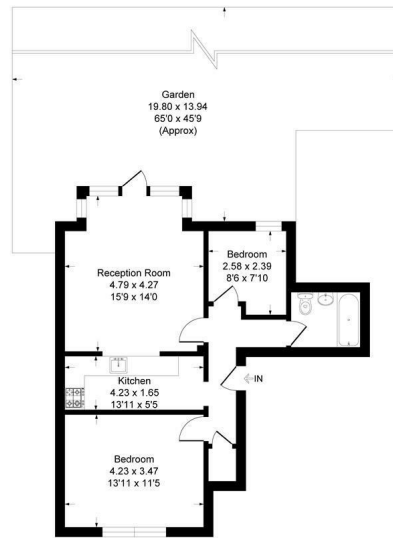 Garden
19.80 x 13.94
65'0 x 45'9
(Approx)
Bedroom
2.58 x 2.39
8'6 x 7'10
Reception Room
4.79 x 4.27
15'9 x 14'0
Kitchen
4.23 x 1.65
13'11 x 5'5
IN
Bedroom
4.23 x 3.47
13'11 x 11'5